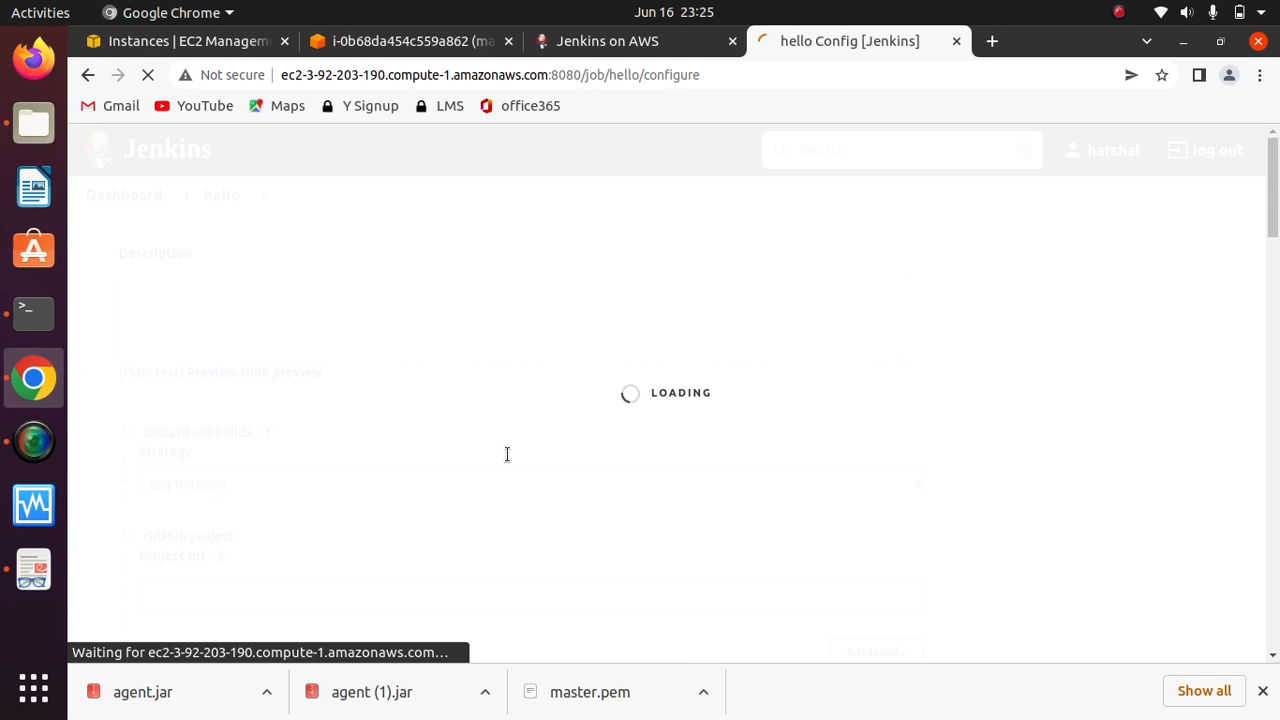 Activities
Google Chrome
Jun 16 23:25
Instances | EC2 Managem
i-0b68da454c559a862 (ma
Jenkins on AWS
hello Config [Jenkins]
Not secure
ec2-3-92-203-190.compute-1.amazonaws.com:8080/job/hello/configure
Gmail
YouTube
Maps
Y Signup
LMS
office365
Jenkins
Search
harshal
log out
Dashboard
hello
Description
[Plain text] Preview Hide preview
Discard old builds ?
Strategy
Log Rotation
LOADING
GitHub project
Project url ?
Advanced...
Waiting for ec2-3-92-203-190.compute-1.amazonaws.com...
agent.jar
agent (1).jar
master.pem
Show all